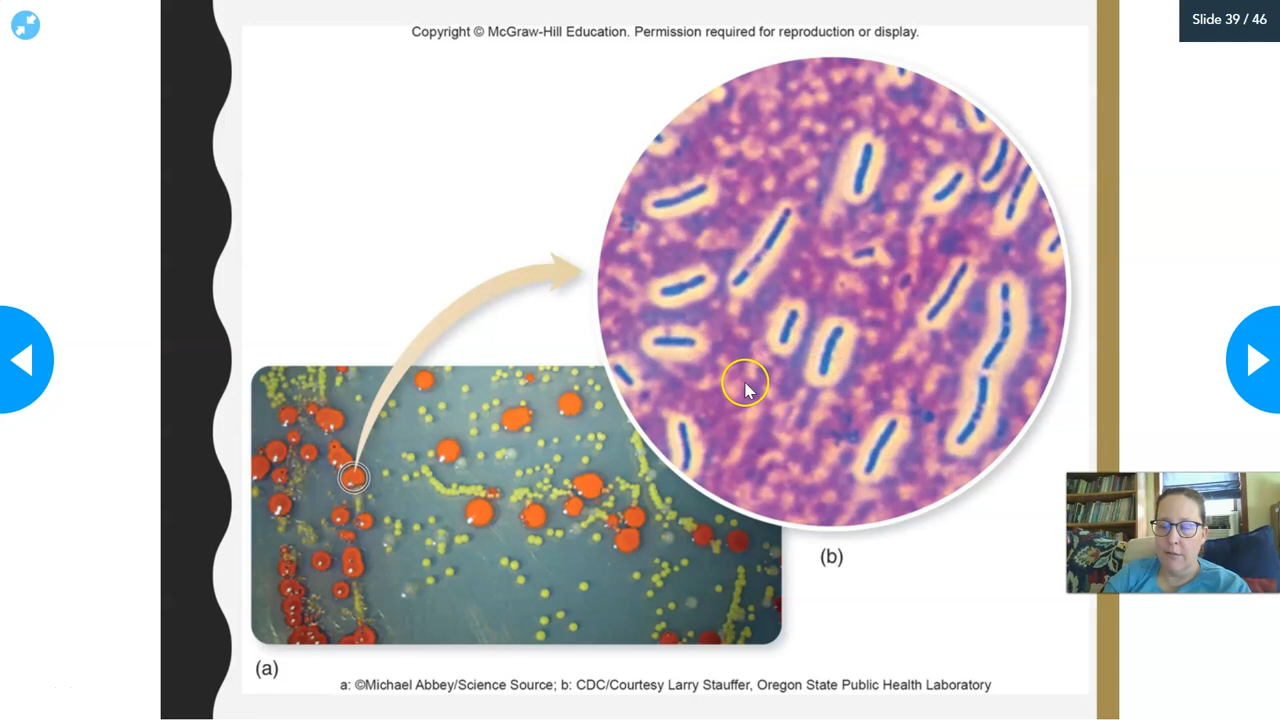 Slide 39 / 46
Copyright © McGraw-Hill Education. Permission required for reproduction or display.
(b)
(a)
a: ©Michael Abbey/Science Source; b: CDC/Courtesy Larry Stauffer, Oregon State Public Health Laboratory